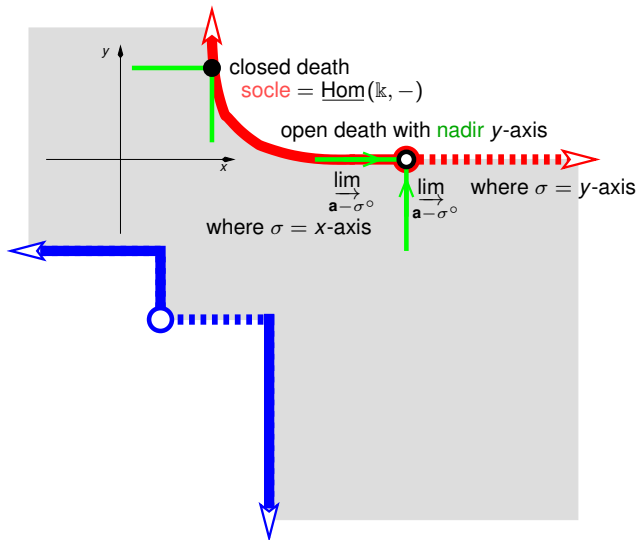 y
closed death
socle = Hom(𝕜, −)
open death with nadir y-axis
x
lim
→
a−σ°
lim
→
a−σ°
where σ = y-axis
where σ = x-axis